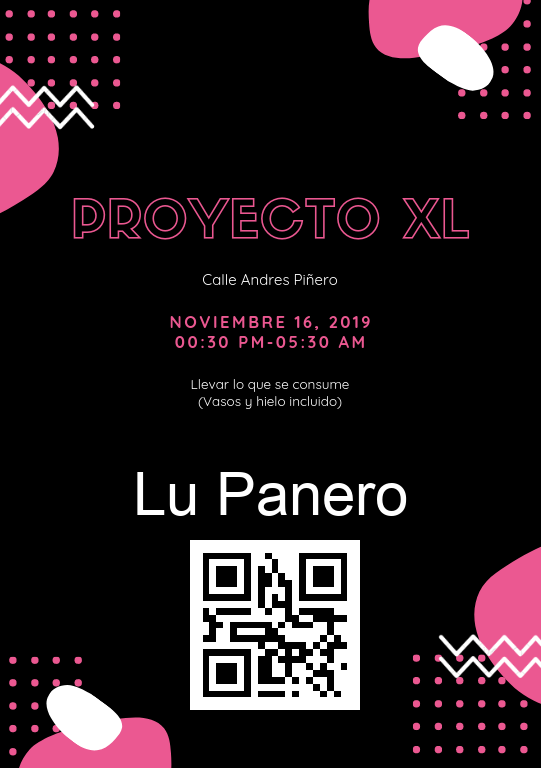 PROYECTO XL
Calle Andres Piñero
NOVIEMBRE 16, 2019
00:30 PM-05:30 AM
Llevar lo que se consume
(Vasos y hielo incluido)
Lu Panero